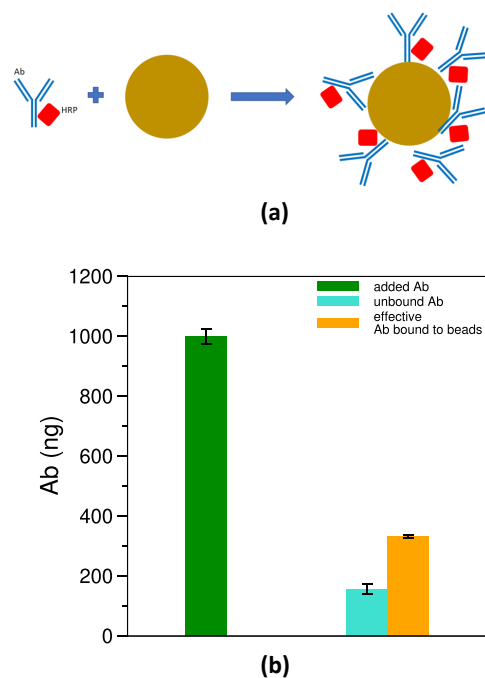 Ab
HRP
(a)
1200
1000
800
600
400
200
0
Ab (ng)
added Ab
unbound Ab
effective
Ab bound to beads
(b)